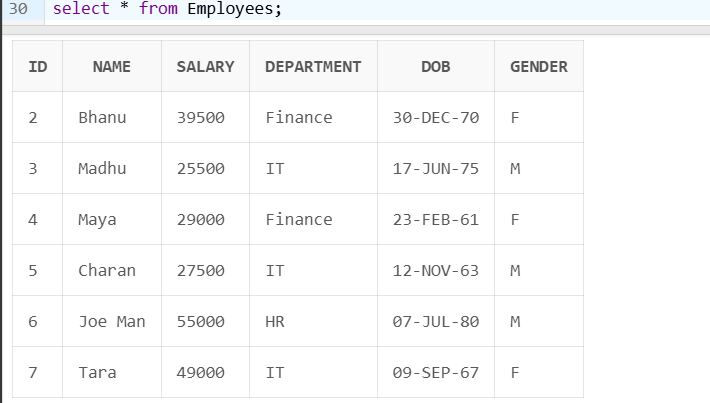 30 select * from Employees;
ID NAME SALARY DEPARTMENT DOB GENDER
2 Bhanu 39500 Finance 30-DEC-70 F
3 Madhu 25500 IT 17-JUN-75 M
4 Maya 29000 Finance 23-FEB-61 F
5 Charan 27500 IT 12-NOV-63 M
6 Joe Man 55000 HR 07-JUL-80 M
7 Tara 49000 IT 09-SEP-67 F